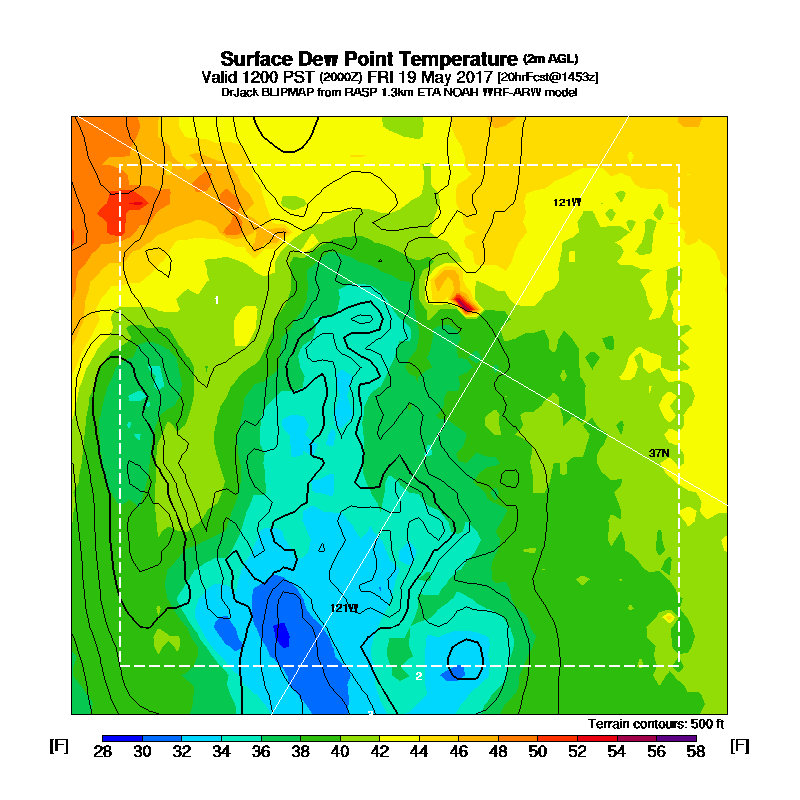 Surface Dew Point Temperature (2m AGL)
Valid 1200 PST (2000Z) FRI 19 May 2017 [20hrFcst@1453z]
DrJack BLIPMAP from RASP 1.3km ETA NOAH WRF-ARW model
121W
1
37N
121W
2
Terrain contours: 500 ft
[F] 28 30 32 34 36 38 40 42 44 46 48 50 52 54 56 58 [F]